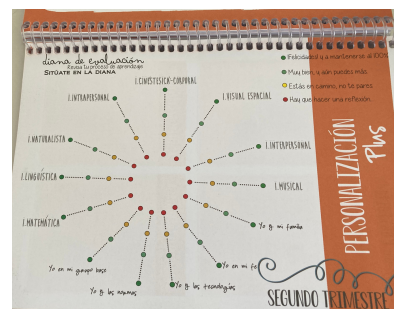 diana de evaluación
Revisa tu proceso de aprendizaje
SITÚATE EN LA DIANA
Felicidades! y a mantenerse al 100%
Muy bien, y aún puedes más
Estás en camino, no te pares
Hay que hacer una reflexión
I.CINESTÉSICK-CORPORAL
I.INTRAPERSONAL
I.VISUAL ESPACIAL
I.NATURALISTA
I.INTERPERSONAL
I.LINGÜÍSTICA
I.MUSICAL
I.MATEMÁTICA
Yo y mi familia
Yo en mi grupo base
Yo en mi
Yo y las normas
Yo y las tecnologías
PERSONALIZACIÓN
Plus
SEGUNDO TRIMESTRE